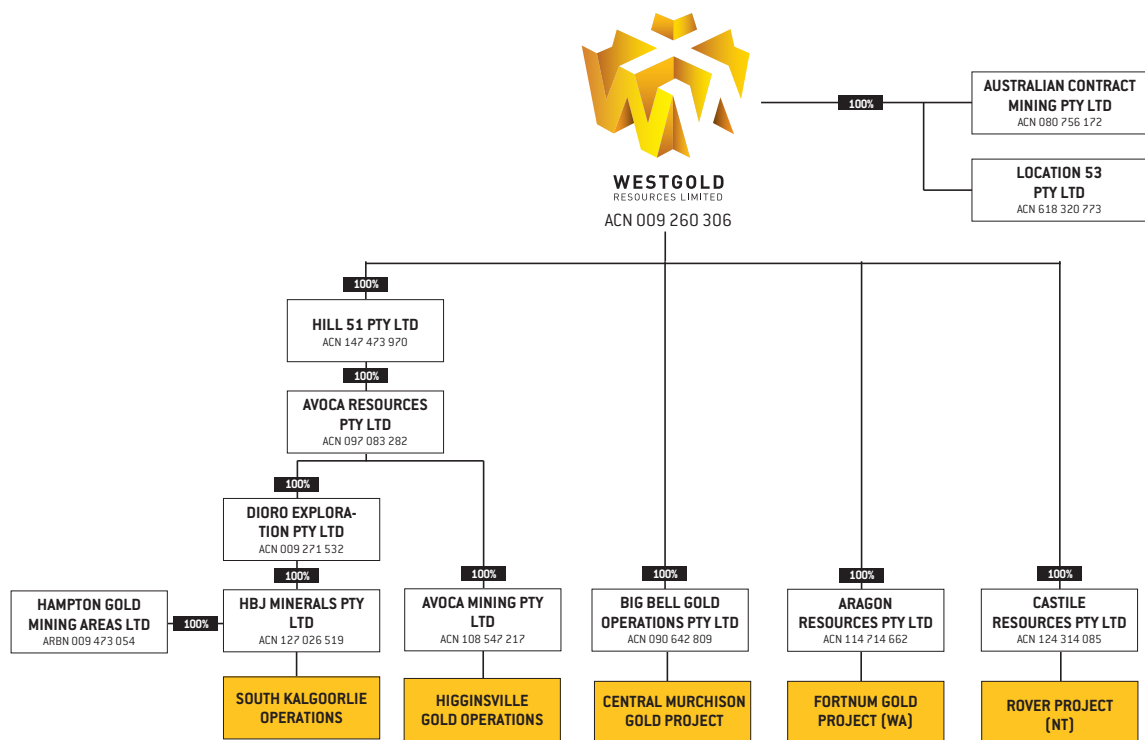 WESTGOLD
RESOURCES LIMITED
ACN 009 260 306
100%
AUSTRALIAN CONTRACT
MINING PTY LTD
ACN 080 756 172
LOCATION 53
PTY LTD
ACN 618 320 773
100%
HILL 51 PTY LTD
ACN 147 473 970
100%
AVOCA RESOURCES
PTY LTD
ACN 097 083 282
100%
DIORO EXPLORA-
TION PTY LTD
ACN 009 271 532
100%
HAMPTON GOLD
MINING AREAS LTD
ARBN 009 473 054
100%
HBJ MINERALS PTY
LTD
ACN 127 026 519
100%
AVOCA MINING PTY
LTD
ACN 108 547 217
100%
BIG BELL GOLD
OPERATIONS PTY LTD
ACN 090 642 809
100%
ARAGON
RESOURCES PTY LTD
ACN 114 714 662
100%
CASTILE
RESOURCES PTY LTD
ACN 124 314 085
SOUTH KALGOORLIE
OPERATIONS
HIGGINSVILLE
GOLD OPERATIONS
CENTRAL MURCHISON
GOLD PROJECT
FORTNUM GOLD
PROJECT (WA)
ROVER PROJECT
(NT)